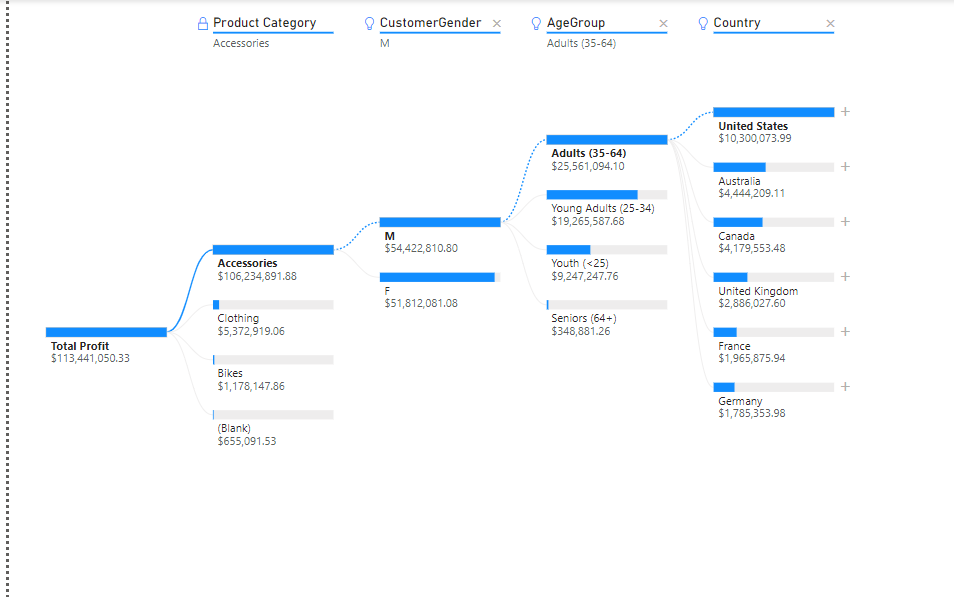 Product Category
Accessories
CustomerGender
M
AgeGroup
Adults (35-64)
Country
Total Profit
$113,441,050.33
Accessories
$106,234,891.88
Clothing
$5,372,919.06
Bikes
$1,178,147.86
(Blank)
$655,091.53
M
$54,422,810.80
F
$51,812,081.08
Adults (35-64)
$25,561,094.10
Young Adults (25-34)
$19,265,587.68
Youth (<25)
$9,247,247.76
Seniors (64+)
$348,881.26
United States
$10,300,073.99
Australia
$4,444,209.11
Canada
$4,179,553.48
United Kingdom
$2,886,027.60
France
$1,965,875.94
Germany
$1,785,353.98